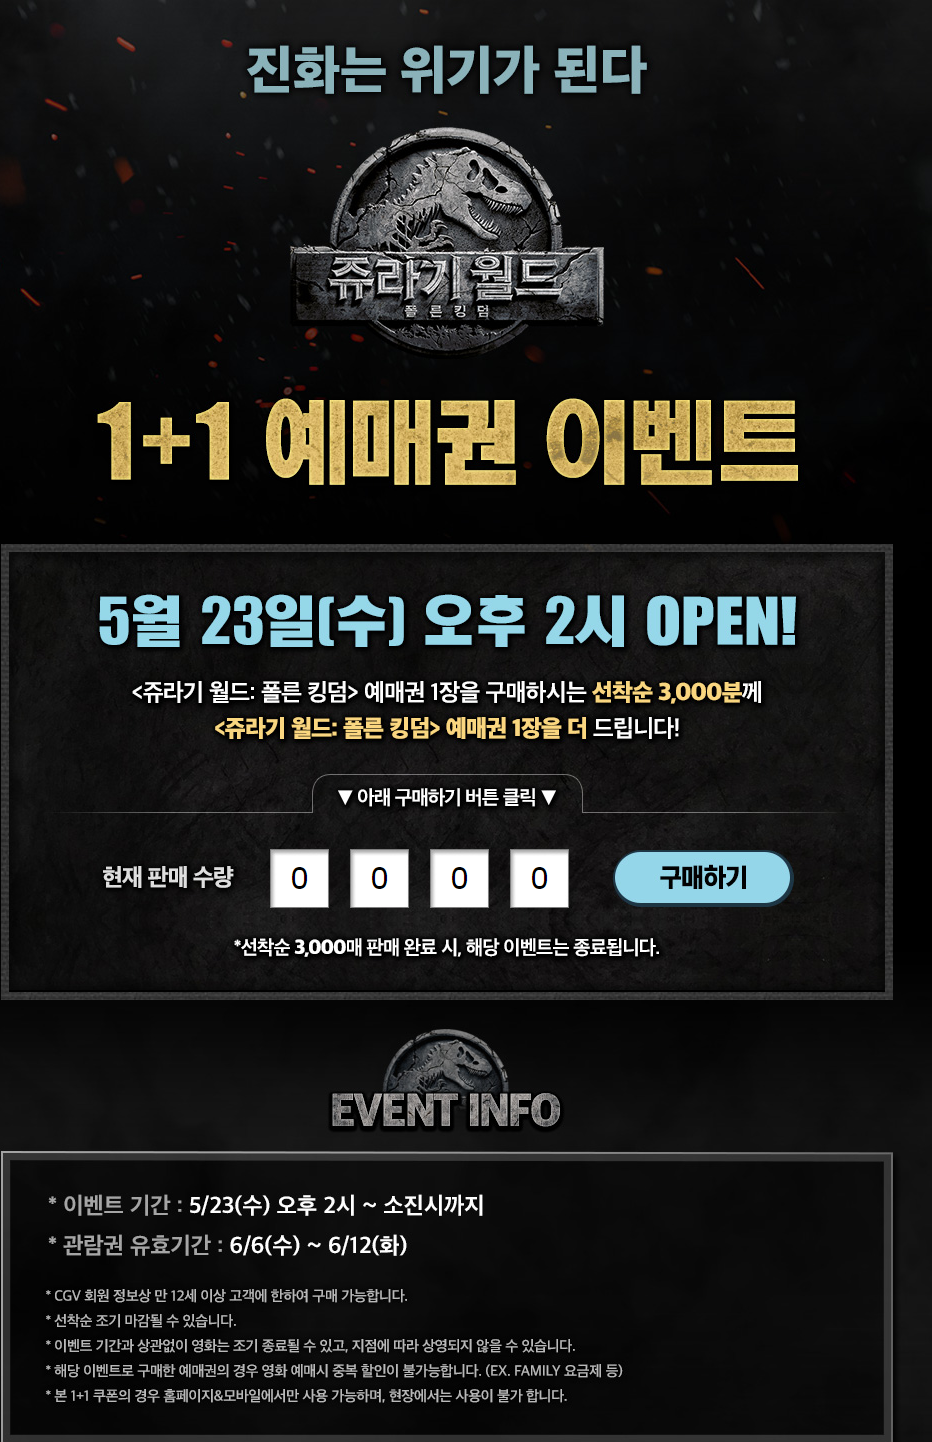 진화는 위기가 된다
쥬라기 월드
폴른 킹덤
1+1 예매권 이벤트
5월 23일(수) 오후 2시 OPEN!
<쥬라기 월드: 폴른 킹덤> 예매권 1장을 구매하시는 선착순 3,000분께
<쥬라기 월드: 폴른 킹덤> 예매권 1장을 더 드립니다!
▼ 아래 구매하기 버튼 클릭 ▼
현재 판매 수량 0 0 0 0 구매하기
*선착순 3,000매 판매 완료 시, 해당 이벤트는 종료됩니다.
EVENT INFO
* 이벤트 기간 : 5/23(수) 오후 2시 ~ 소진시까지
* 관람권 유효기간 : 6/6(수) ~ 6/12(화)
* CGV 회원 정보상 만 12세 이상 고객에 한하여 구매 가능합니다.
* 선착순 조기 마감될 수 있습니다.
* 이벤트 기간과 상관없이 영화는 조기 종료될 수 있고, 지점에 따라 상영되지 않을 수 있습니다.
* 해당 이벤트로 구매한 예매권의 경우 영화 예매시 중복 할인이 불가능합니다. (EX. FAMILY 요금제 등)
* 본 1+1 쿠폰의 경우 홈페이지&모바일에서만 사용 가능하며, 현장에서는 사용이 불가 합니다.